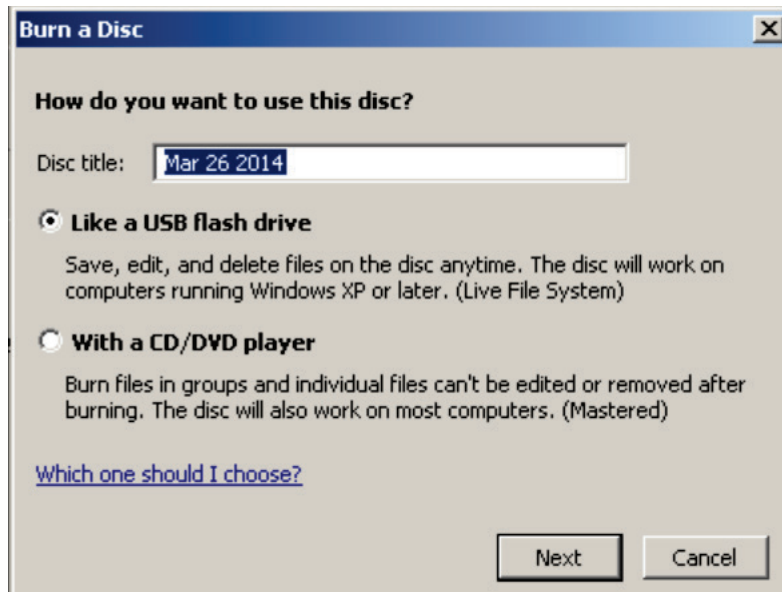 Burn a Disc
How do you want to use this disc?
Disc title: Mar 26 2014
Like a USB flash drive
Save, edit, and delete files on the disc anytime. The disc will work on
computers running Windows XP or later. (Live File System)
With a CD/DVD player
Burn files in groups and individual files can't be edited or removed after
burning. The disc will also work on most computers. (Mastered)
Which one should I choose?
Next Cancel